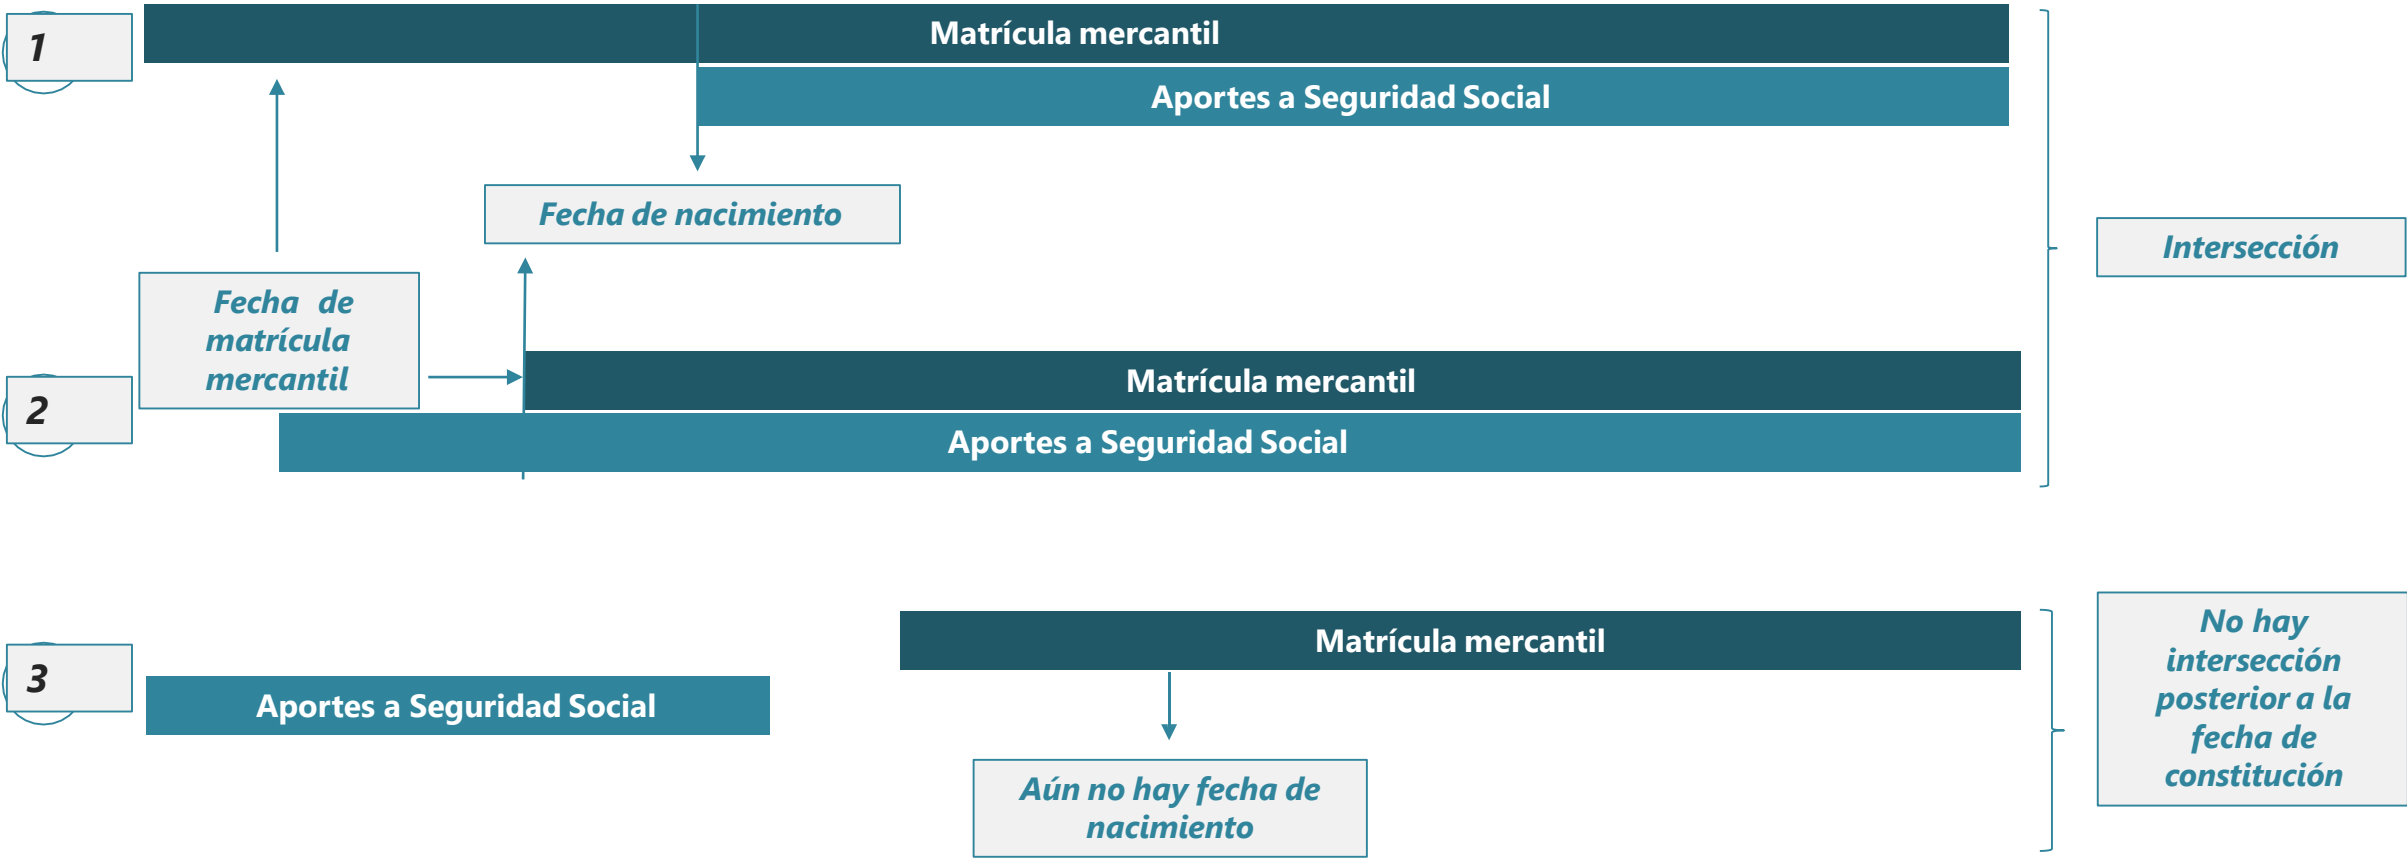 1
Matrícula mercantil
Aportes a Seguridad Social
Fecha de nacimiento
Intersección
Fecha de
matrícula
mercantil
2
Matrícula mercantil
Aportes a Seguridad Social
3
Matrícula mercantil
Aportes a Seguridad Social
Aún no hay fecha de
nacimiento
No hay
intersección
posterior a la
fecha de
constitución